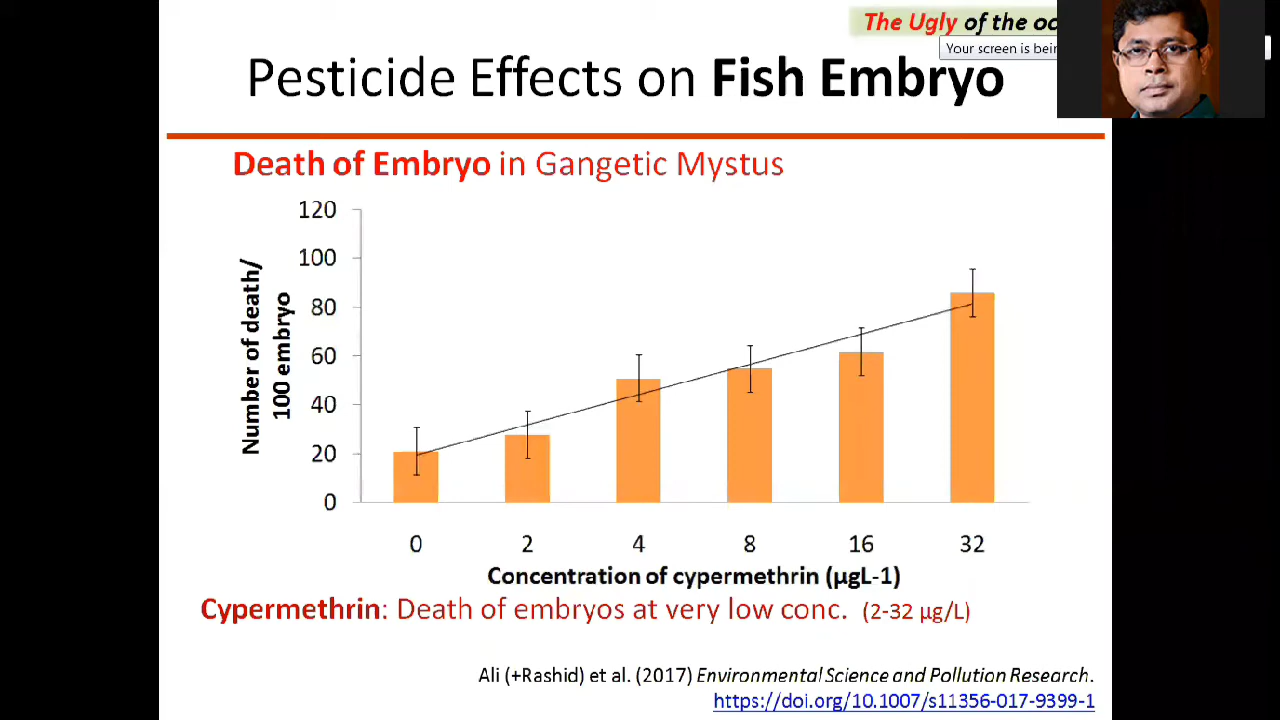 The Ugly of the oc
Your screen is bein
Pesticide Effects on Fish Embryo
Death of Embryo in Gangetic Mystus
120
100
80
60
40
20
0
Number of death/
100 embryo
0 2 4 8 16 32
Concentration of cypermethrin (µgL-1)
Cypermethrin: Death of embryos at very low conc. (2-32 µg/L)
Ali (+Rashid) et al. (2017) Environmental Science and Pollution Research.
https://doi.org/10.1007/s11356-017-9399-1